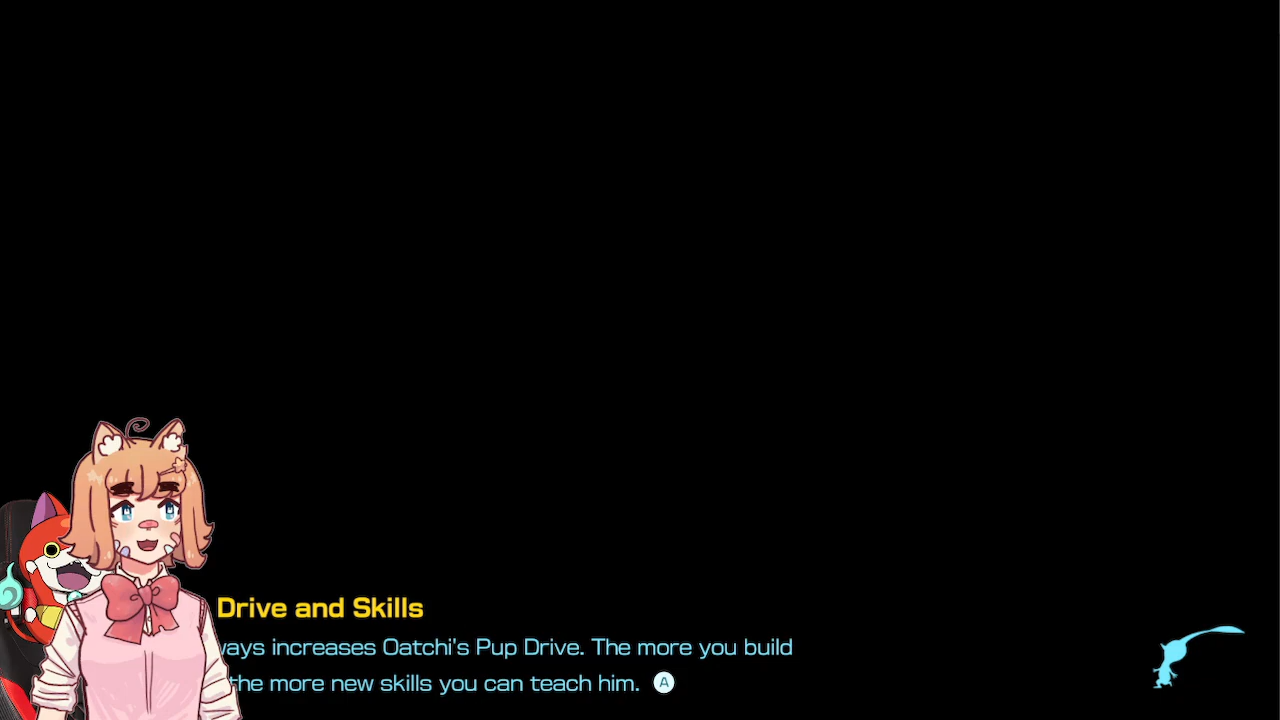 Drive and Skills
increases Oatchi's Pup Drive. The more you build
the more new skills you can teach him. A